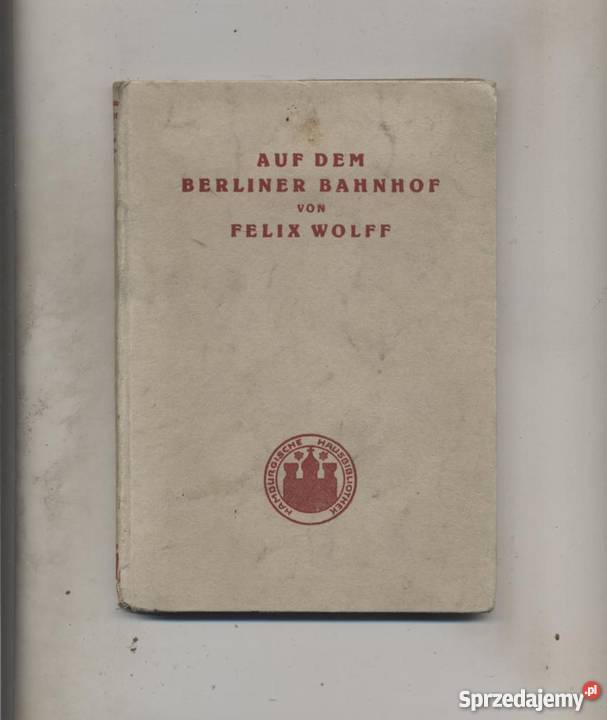 AUF DEM
BERLINER BAHNHOF
VON
FELIX WOLFF
HAMBURGISCHE HAUSBIBLIOTHEK
Sprzedajemy.pl